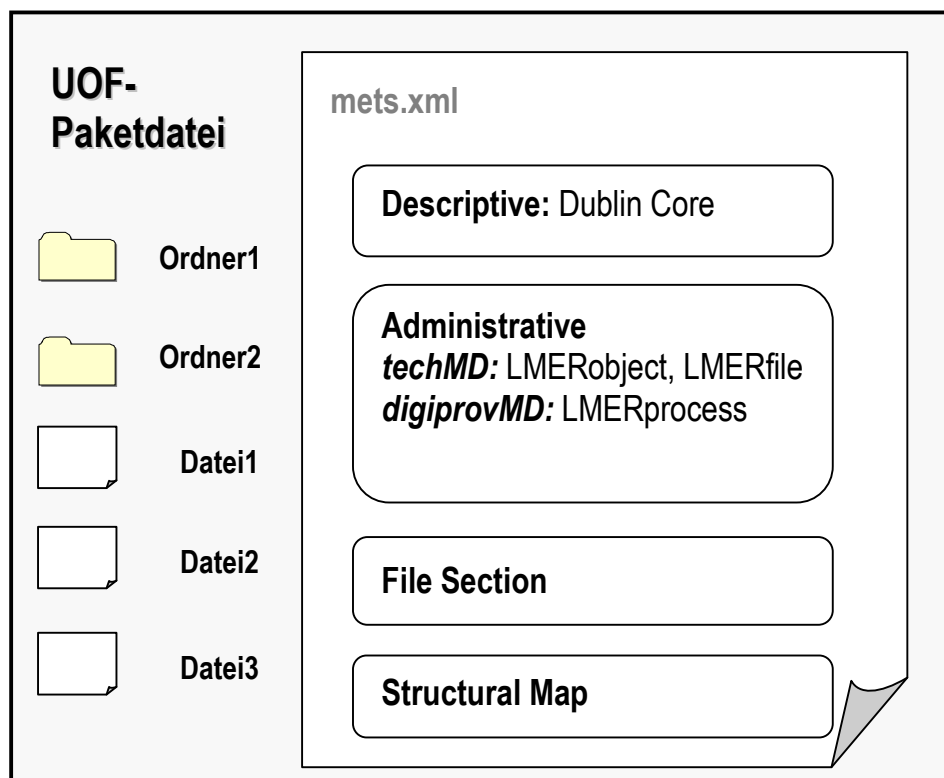 UOF-
Paketdatei
Ordner1
Ordner2
Datei1
Datei2
Datei3
mets.xml
Descriptive: Dublin Core
Administrative
techMD: LMERobject, LMERfile
digiprovMD: LMERprocess
File Section
Structural Map